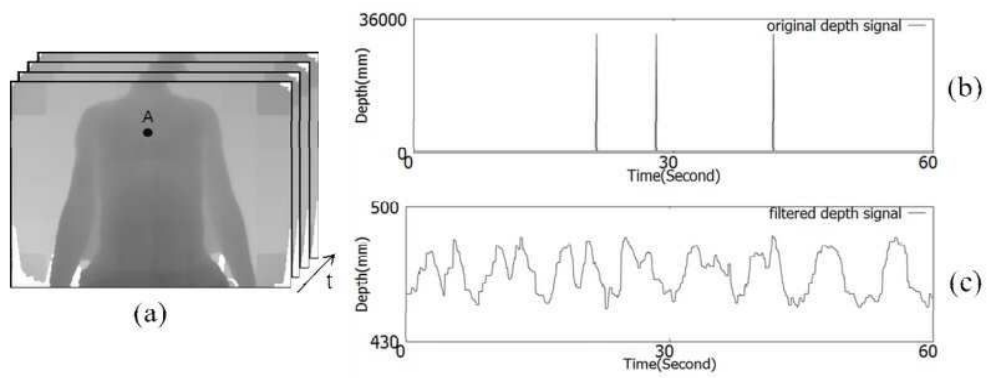 A
t
(a)
36000
original depth signal
Depth(mm)
0
0
30
60
Time(Second)
(b)
500
filtered depth signal
Depth(mm)
430
0
30
60
Time(Second)
(c)